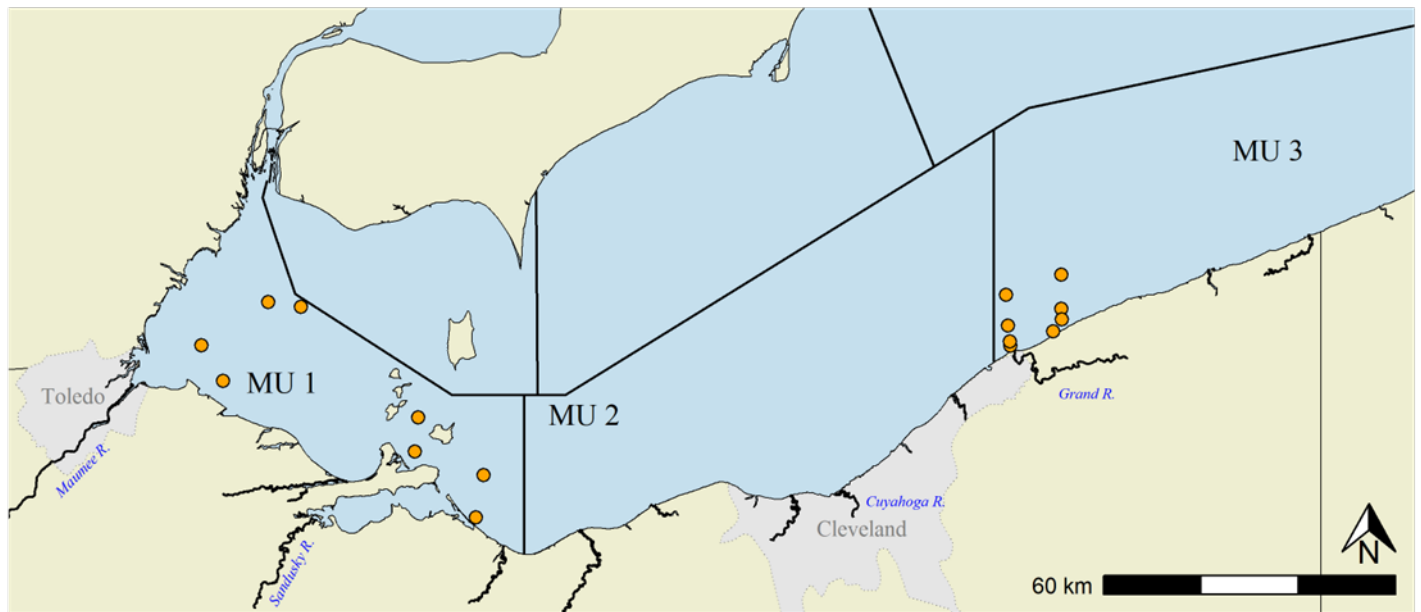 MU 3
MU 1
Toledo
Grand R.
MU 2
Maumee R.
Cuyahoga R.
Cleveland
Sandusky R.
N
60 km